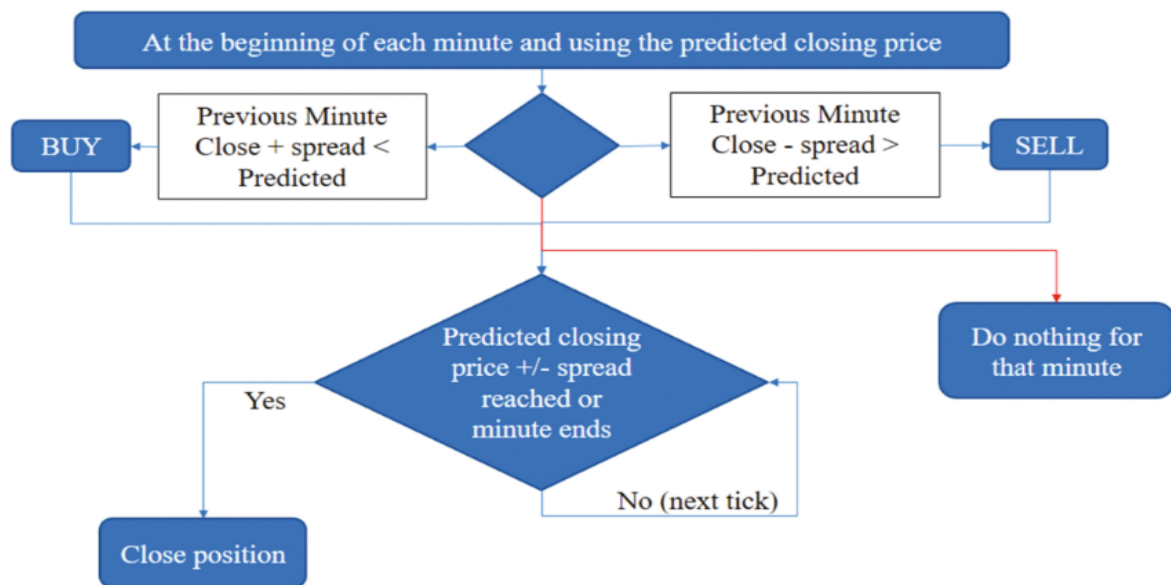 At the beginning of each minute and using the predicted closing price
BUY
Previous Minute
Close + spread <
Predicted
Previous Minute
Close - spread >
Predicted
SELL
Predicted closing
price +/- spread
reached or
minute ends
Do nothing for
that minute
Yes
No (next tick)
Close position